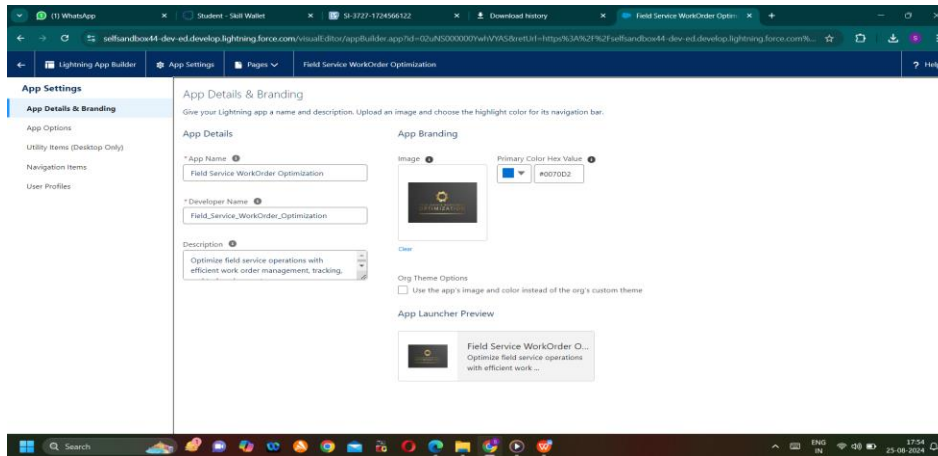 (1) WhatsApp
Student - Skill Wallet
SI-3727-1724566122
Download history
Field Service WorkOrder Optim
selfsandbox44-dev-ed.develop.lightning.force.com/visualEditor/appBuilder.app?id=02uNS000000YwhVYAS&retUrl=https%3A%2F%2Fselfsandbox44-dev-ed.develop.lightning.force.com%...
Lightning App Builder
App Settings
Pages
Field Service WorkOrder Optimization
? Help
App Settings
App Details & Branding
App Options
Utility Items (Desktop Only)
Navigation Items
User Profiles
App Details & Branding
Give your Lightning app a name and description. Upload an image and choose the highlight color for its navigation bar.
App Details
*App Name
Field Service WorkOrder Optimization
*Developer Name
Field_Service_WorkOrder_Optimization
Description
Optimize field service operations with
efficient work order management, tracking,
App Branding
Image
OPTIMIZATION
Clear
Primary Color Hex Value
#0070D2
Org Theme Options
Use the app's image and color instead of the org's custom theme
App Launcher Preview
Field Service WorkOrder O...
Optimize field service operations
with efficient work ...
Search
ENG
IN
17:54
25-08-2024